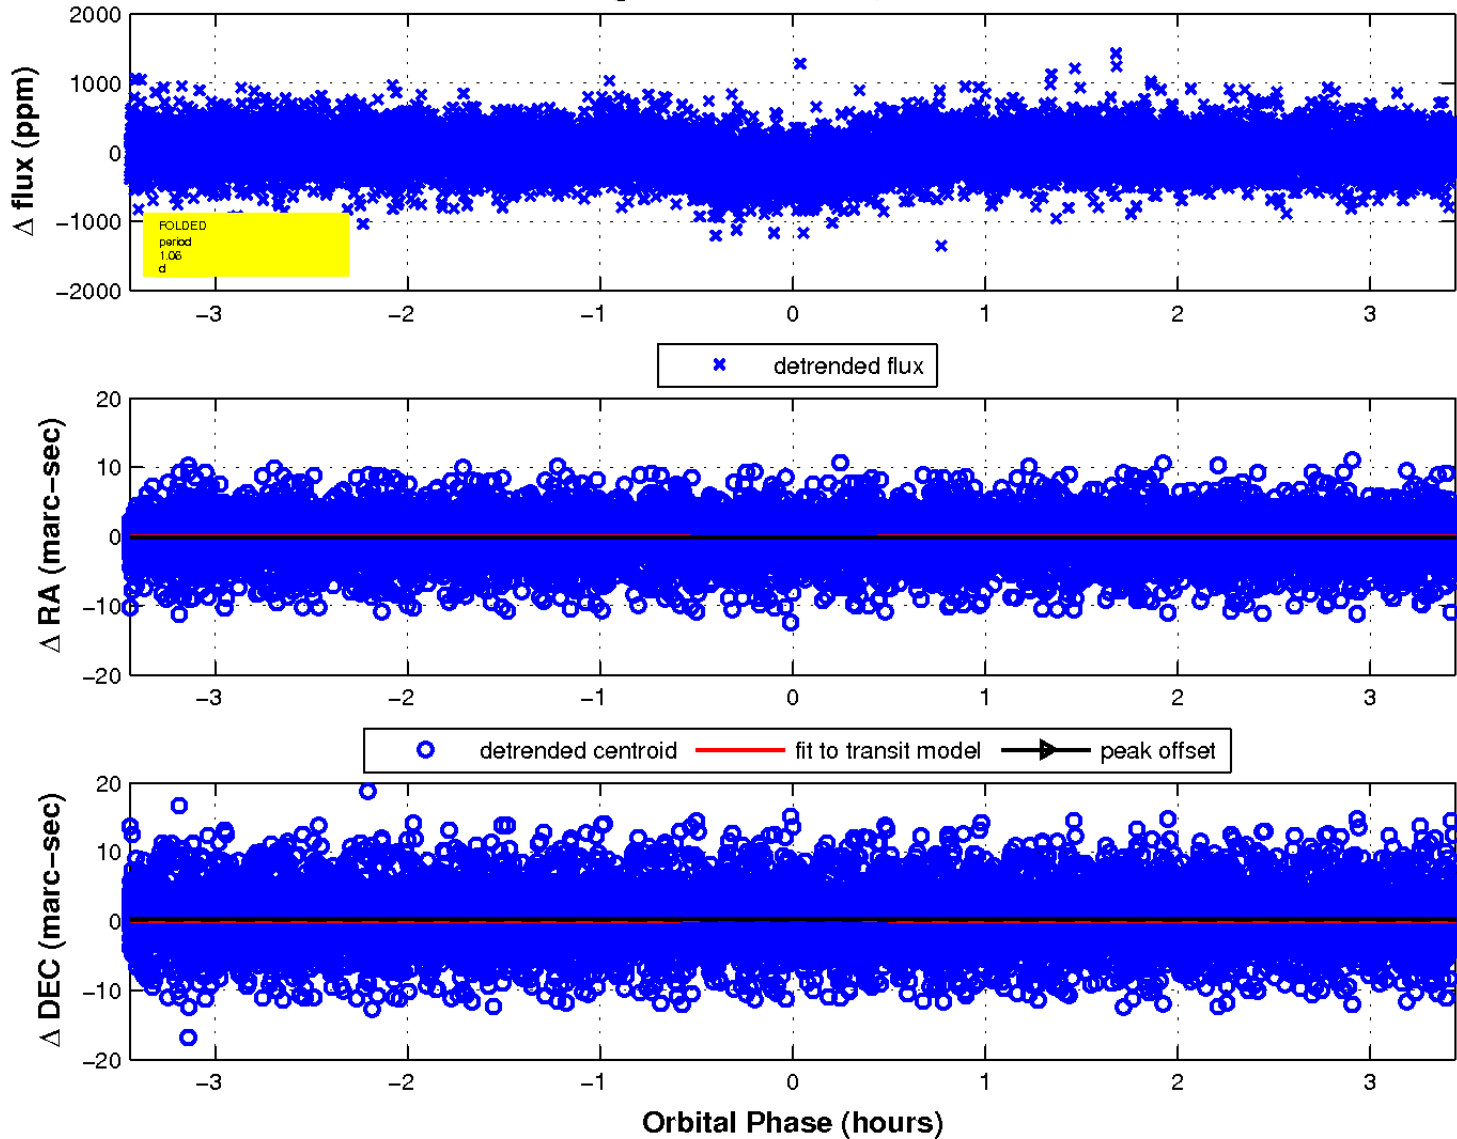 2000
1000
0
−1000
−2000
Δ flux (ppm)
FOLDED
period
1.06
d
−3 −2 −1 0 1 2 3
detrended flux
20
10
0
−10
−20
Δ RA (marc−sec)
−3 −2 −1 0 1 2 3
detrended centroid fit to transit model peak offset
20
10
0
−10
−20
Δ DEC (marc−sec)
−3 −2 −1 0 1 2 3
Orbital Phase (hours)